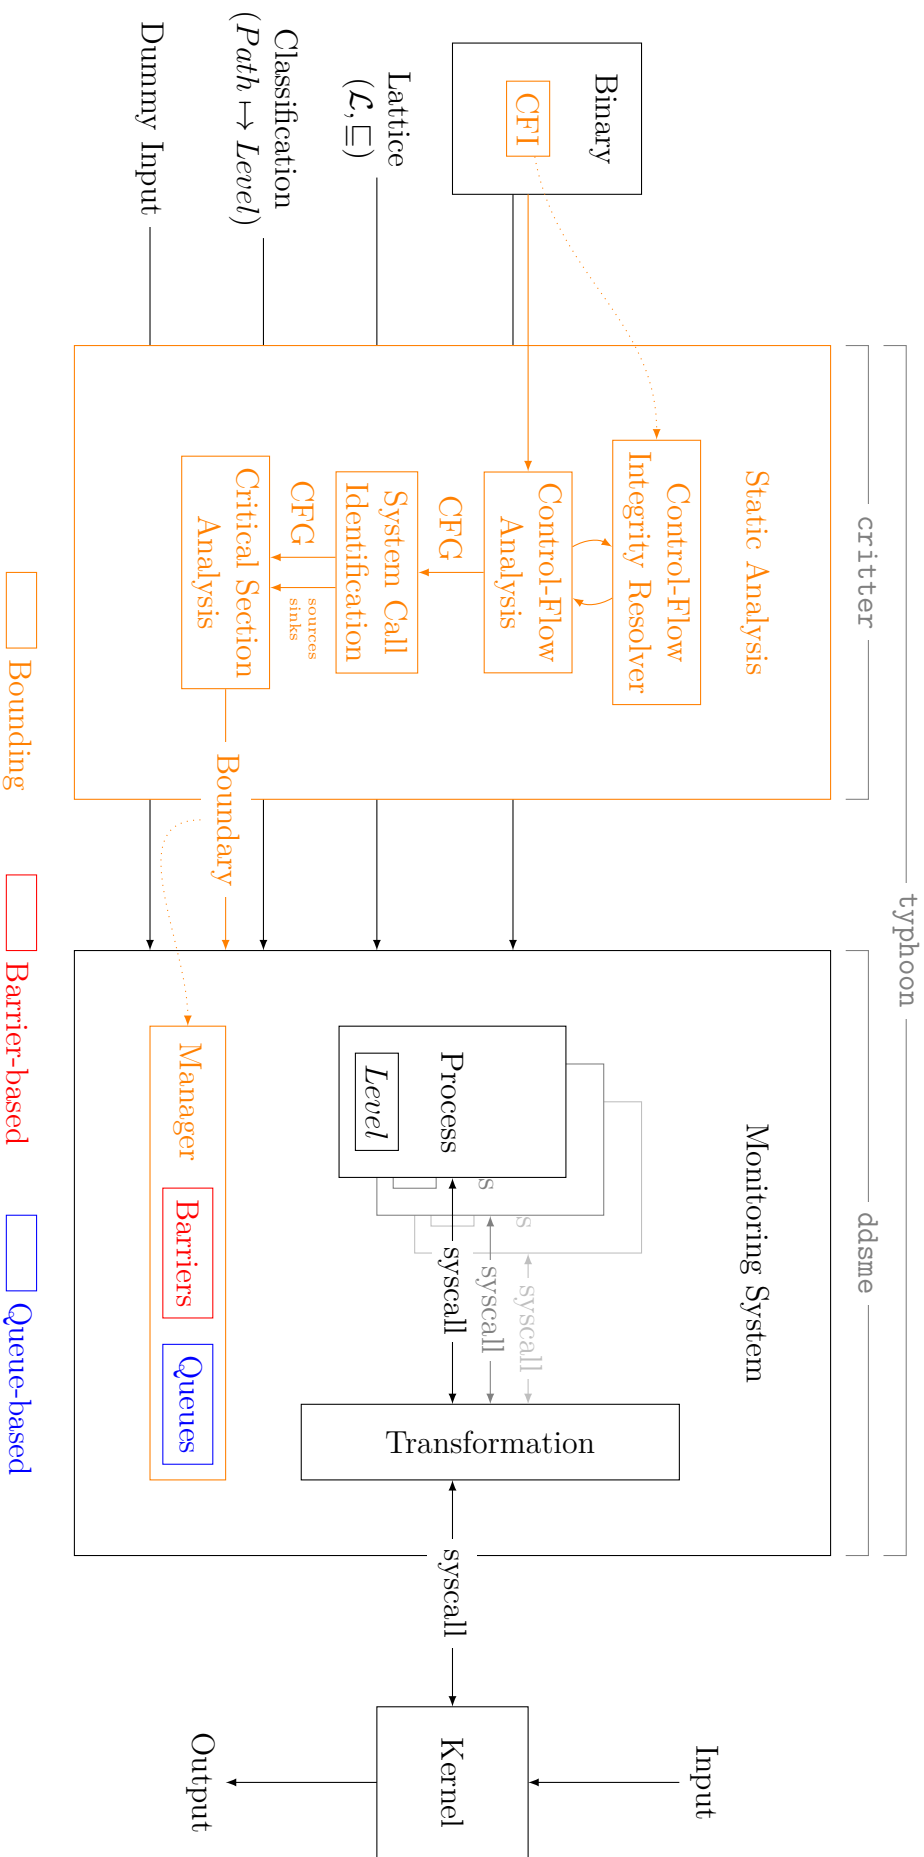 typhoon
critter
ddsme
Binary
CFI
Lattice
(ℒ, ⊑)
Classification
(Path ↦ Level)
Dummy Input
Static Analysis
Control-Flow
Integrity Resolver
Control-Flow
Analysis
CFG
System Call
Identification
CFG
sources
sinks
Critical Section
Analysis
Boundary
Monitoring System
Process
Level
s
s
syscall
syscall
syscall
Transformation
Manager
Barriers
Queues
syscall
Input
Kernel
Output
Bounding
Barrier-based
Queue-based